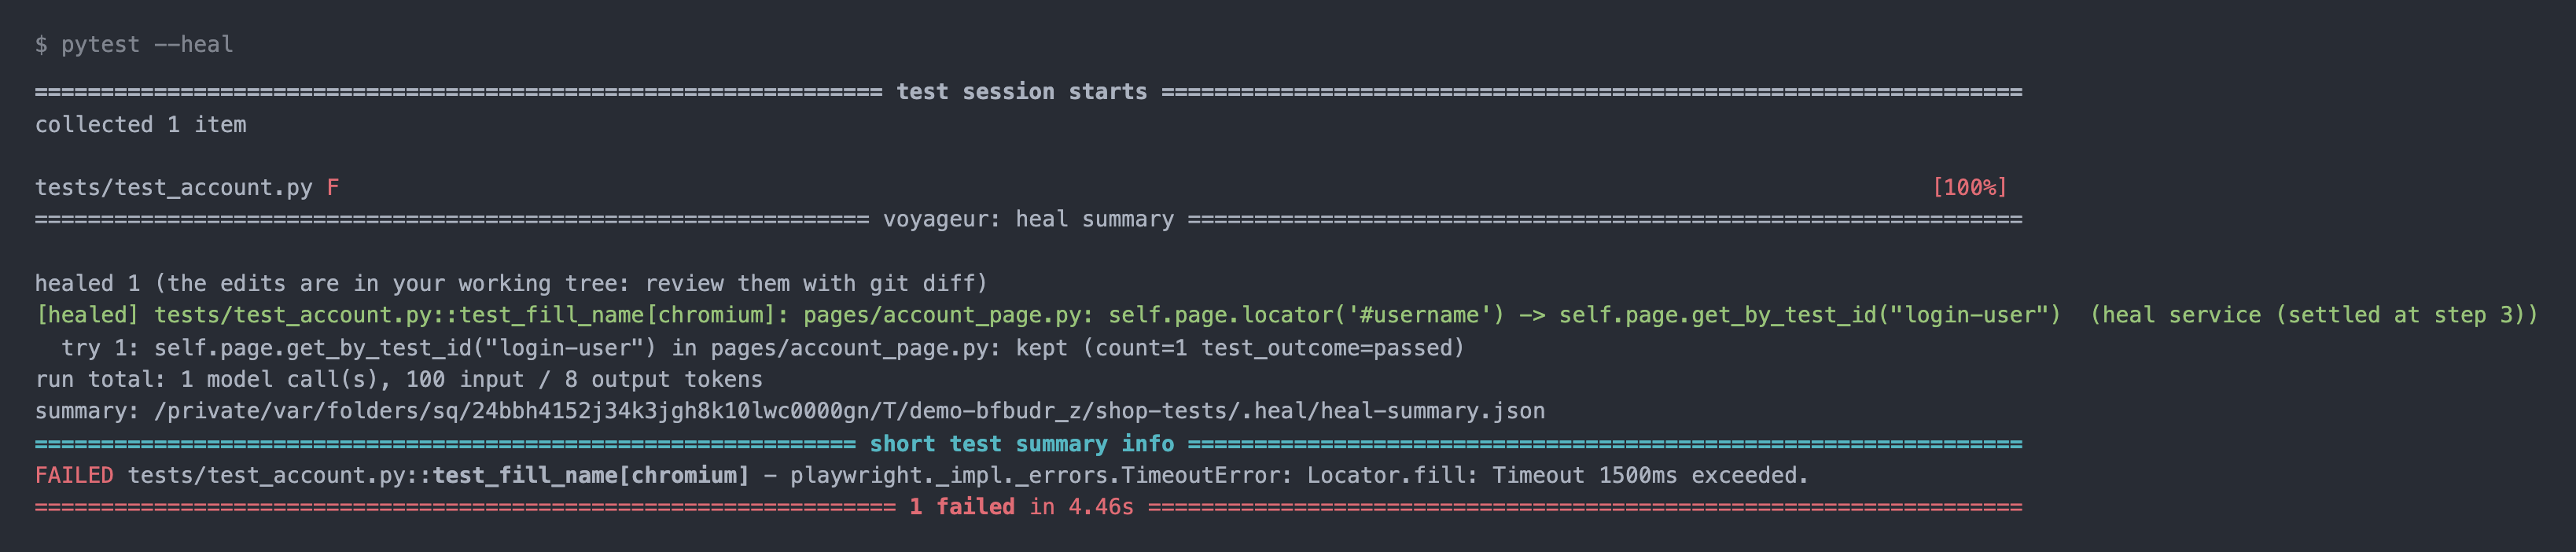 $ pytest --heal
================================================================ test session starts =================================================================
collected 1 item
tests/test_account.py F [100%]
=============================================================== voyageur: heal summary ===============================================================
healed 1 (the edits are in your working tree: review them with git diff)
[healed] tests/test_account.py::test_fill_name[chromium]: pages/account_page.py: self.page.locator('#username') -> self.page.get_by_test_id("login-user")  (heal service (settled at step 3))
  try 1: self.page.get_by_test_id("login-user") in pages/account_page.py: kept (count=1 test_outcome=passed)
run total: 1 model call(s), 100 input / 8 output tokens
summary: /private/var/folders/sq/24bbh4152j34k3jgh8k10lwc0000gn/T/demo-bfbudr_z/shop-tests/.heal/heal-summary.json
============================================================== short test summary info ===============================================================
FAILED tests/test_account.py::test_fill_name[chromium] - playwright._impl._errors.TimeoutError: Locator.fill: Timeout 1500ms exceeded.
================================================================= 1 failed in 4.46s ==================================================================